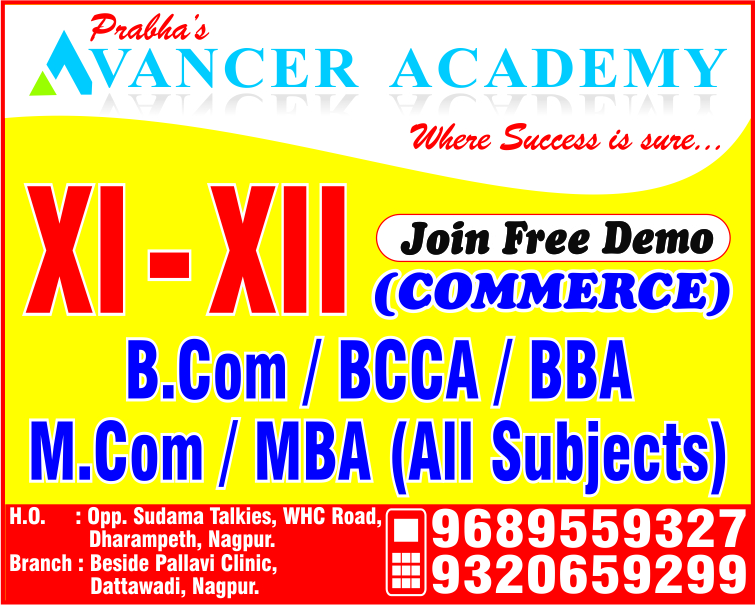 Prabha's
AVANCER ACADEMY
Where Success is sure...
XI - XII
Join Free Demo
(COMMERCE)
B.Com / BCCA / BBA
M.Com / MBA (All Subjects)
H.O. : Opp. Sudama Talkies, WHC Road,
Dharampeth, Nagpur.
Branch : Beside Pallavi Clinic,
Dattawadi, Nagpur.
9689559327
9320659299